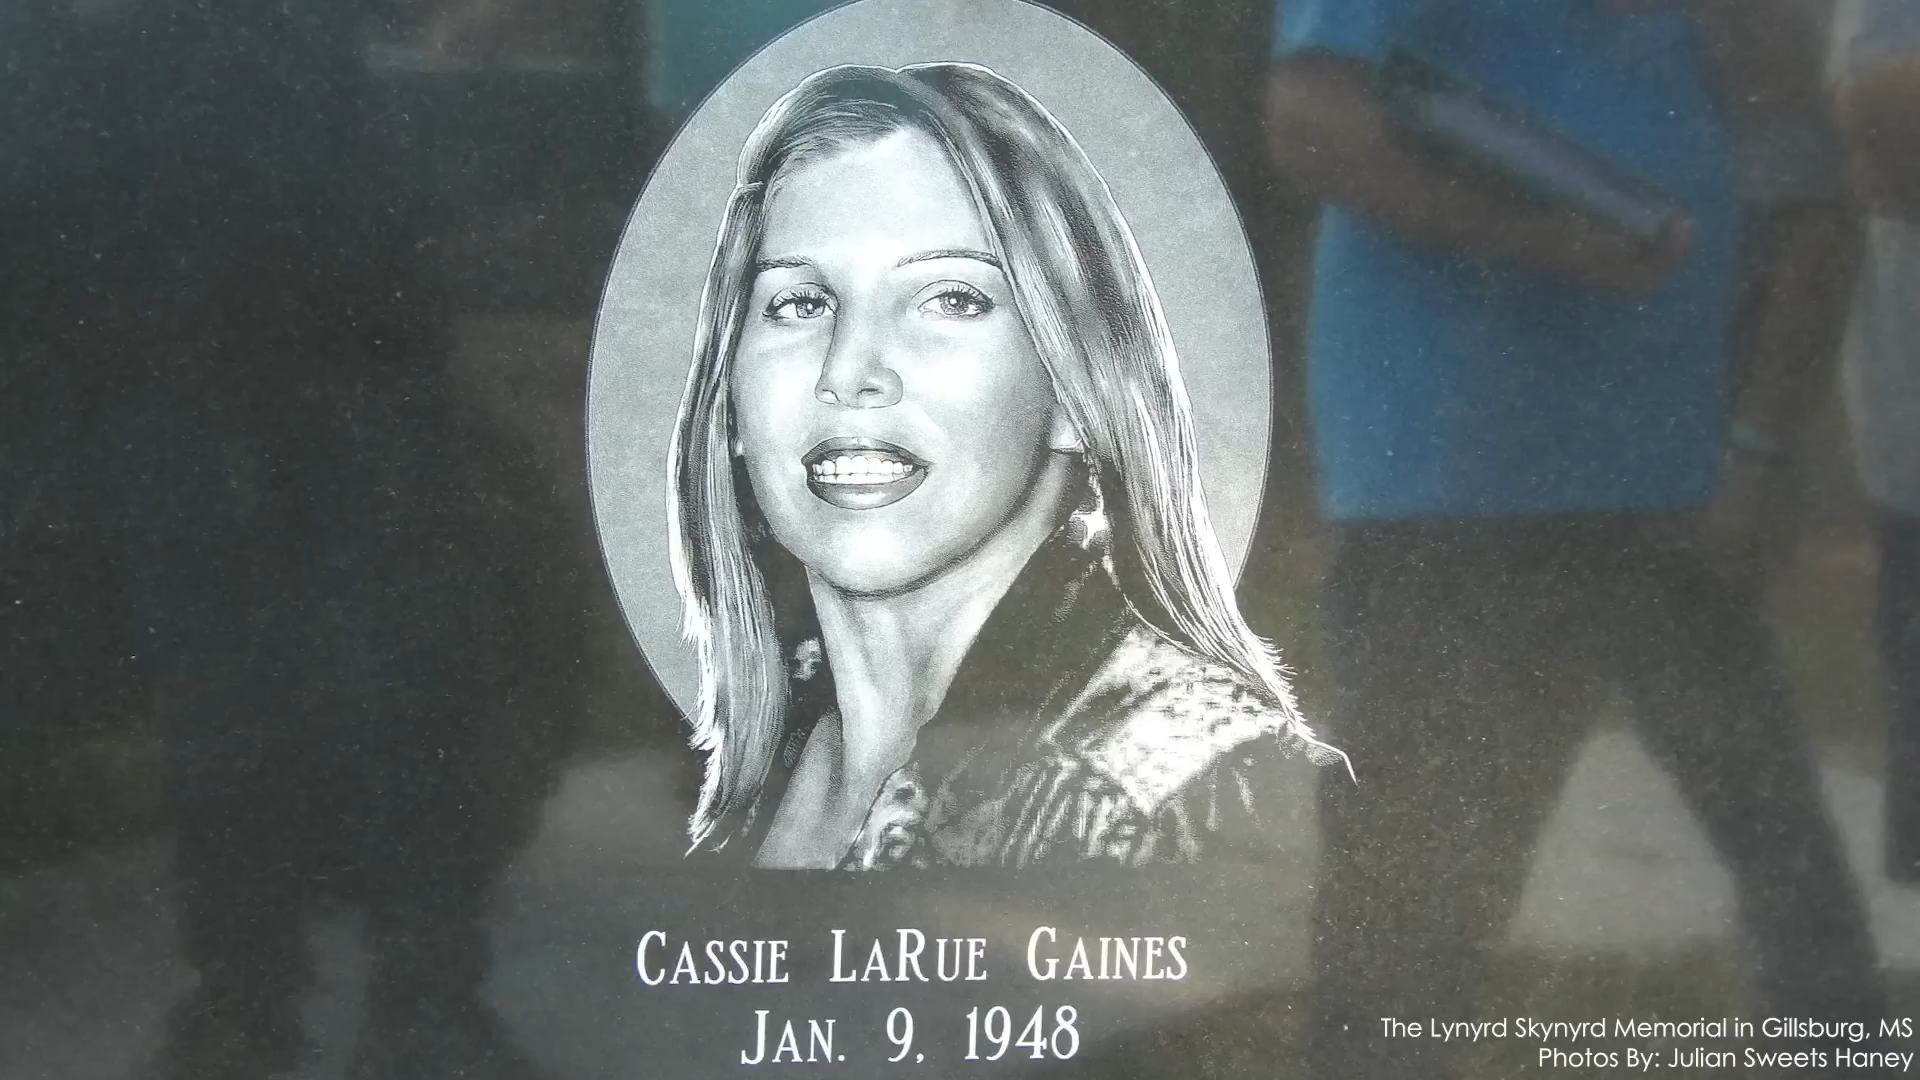 Cassie LaRue Gaines
Jan. 9, 1948
The Lynyrd Skynyrd Memorial in Gillsburg, MS
Photos By: Julian Sweets Haney